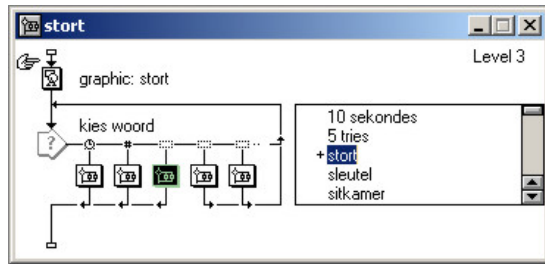 stort
Level 3
graphic: stort
kies woord
?
#
10 sekondes
5 tries
+ stort
sleutel
sitkamer